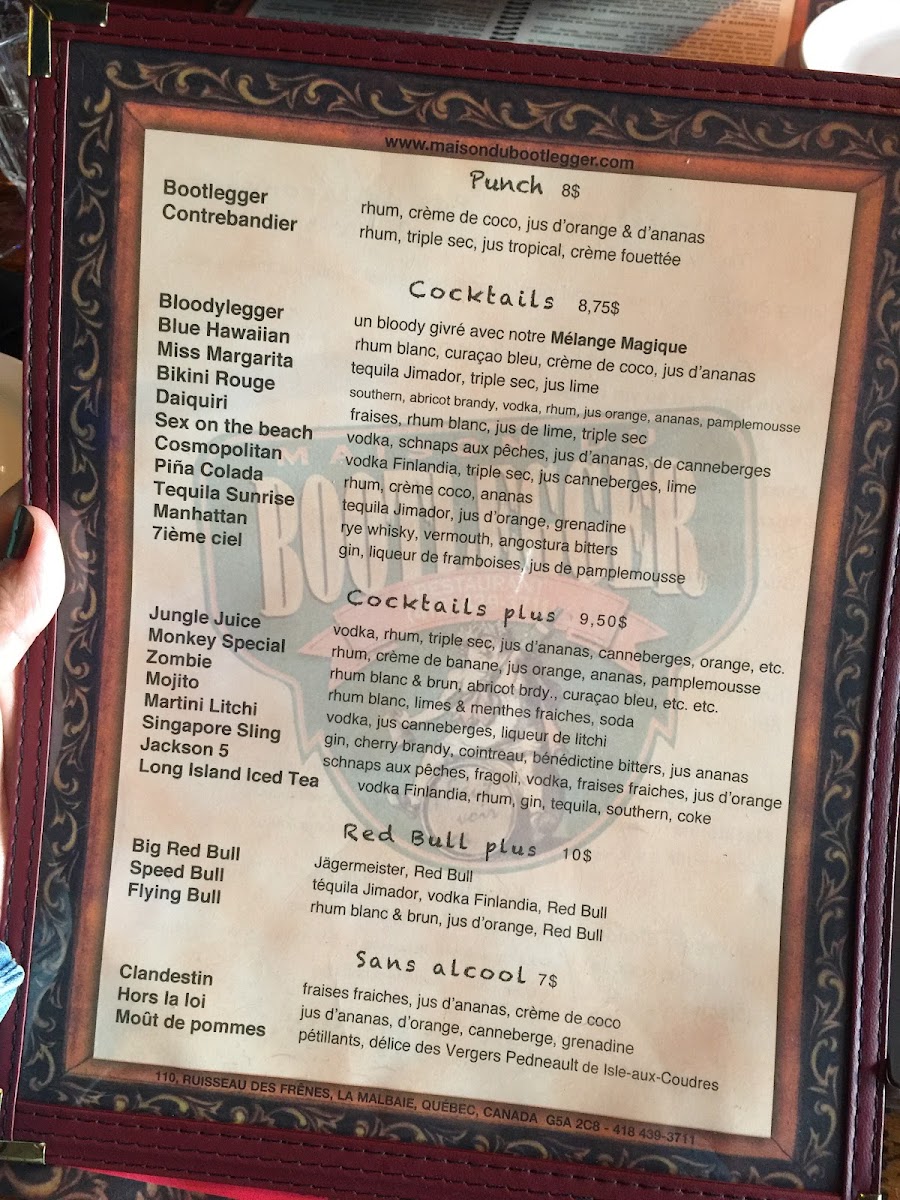 www.maisondubootlegger.com
Punch 8$
Bootlegger rhum, crème de coco, jus d'orange & d'ananas
Contrebandier rhum, triple sec, jus tropical, crème fouettée
Cocktails 8,75$
Bloodylegger un bloody givré avec notre Mélange Magique
Blue Hawaiian rhum blanc, curaçao bleu, crème de coco, jus d'ananas
Miss Margarita tequila Jimador, triple sec, jus lime
Bikini Rouge southern, abricot brandy, vodka, rhum, jus orange, ananas, pamplemousse
Daiquiri fraises, rhum blanc, jus de lime, triple sec
Sex on the beach vodka, schnaps aux pêches, jus d'ananas, de canneberges
Cosmopolitan vodka Finlandia, triple sec, jus canneberges, lime
Piña Colada rhum, crème coco, ananas
Tequila Sunrise tequila Jimador, jus d'orange, grenadine
Manhattan rye whisky, vermouth, angostura bitters
7ième ciel gin, liqueur de framboises, jus de pamplemousse
Cocktails plus 9,50$
Jungle Juice vodka, rhum, triple sec, jus d'ananas, canneberges, orange, etc.
Monkey Special rhum, crème de banane, jus orange, ananas, pamplemousse
Zombie rhum blanc & brun, abricot brdy., curaçao bleu, etc. etc.
Mojito rhum blanc, limes & menthes fraiches, soda
Martini Litchi vodka, jus canneberges, liqueur de litchi
Singapore Sling gin, cherry brandy, cointreau, bénédictine bitters, jus ananas
Jackson 5 schnaps aux pêches, fragoli, vodka, fraises fraiches, jus d'orange
Long Island Iced Tea vodka Finlandia, rhum, gin, tequila, southern, coke
Red Bull plus 10$
Big Red Bull Jägermeister, Red Bull
Speed Bull téquila Jimador, vodka Finlandia, Red Bull
Flying Bull rhum blanc & brun, jus d'orange, Red Bull
Sans alcool 7$
Clandestin fraises fraiches, jus d'ananas, crème de coco
Hors la loi jus d'ananas, d'orange, canneberge, grenadine
Moût de pommes pétillants, délice des Vergers Pedneault de Isle-aux-Coudres
110, RUISSEAU DES FRÊNES, LA MALBAIE, QUÉBEC, CANADA G5A 2C8 - 418 439-3711
MAISON
BOOTLEGGER